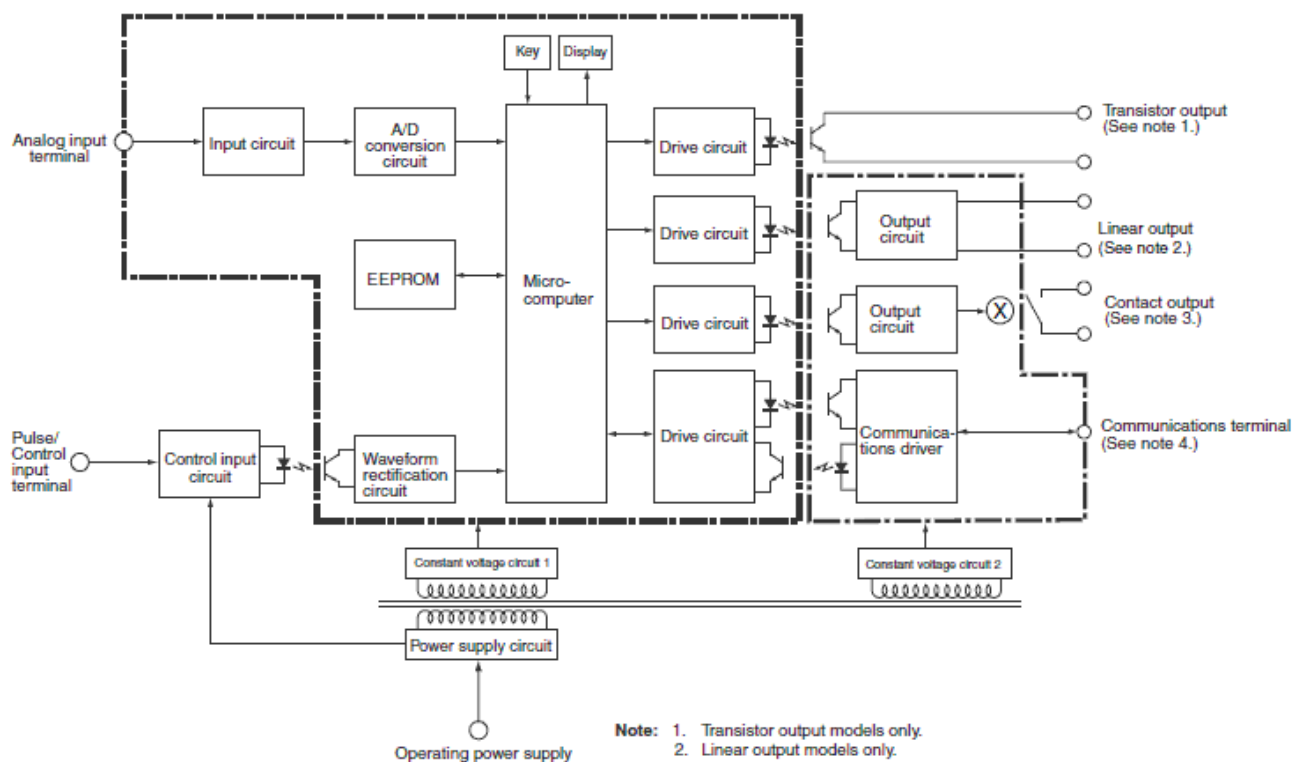 Key
Display
Analog input
terminal
Input circuit
A/D
conversion
circuit
Drive circuit
Transistor output
(See note 1.)
Drive circuit
Output
circuit
Linear output
(See note 2.)
EEPROM
Micro-
computer
Drive circuit
Output
circuit
X
Contact output
(See note 3.)
Pulse/
Control
input
terminal
Control input
circuit
Waveform
rectification
circuit
Drive circuit
Communica-
tions driver
Communications terminal
(See note 4.)
Constant voltage circuit 1
Constant voltage circuit 2
Power supply circuit
Operating power supply
Note: 1. Transistor output models only.
2. Linear output models only.